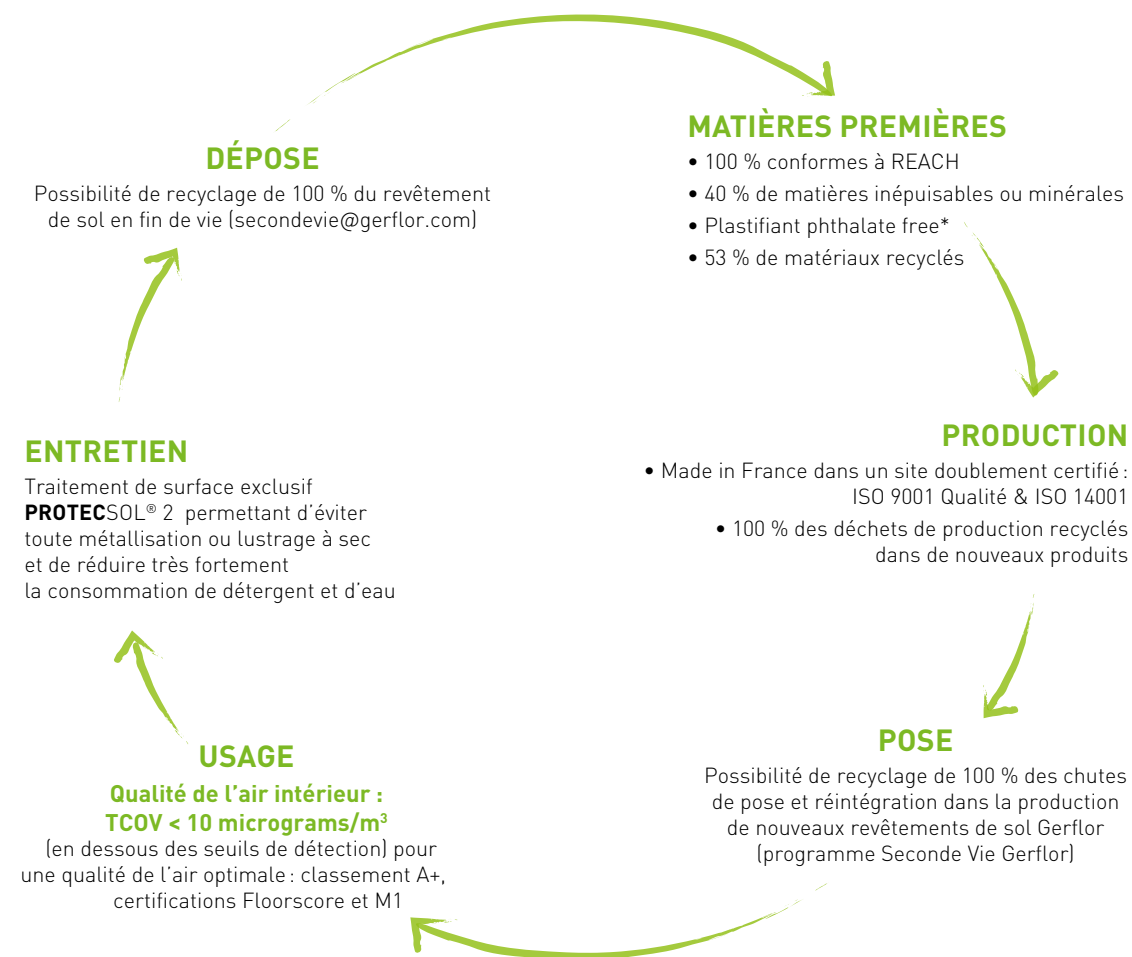 MATIÈRES PREMIÈRES
• 100 % conformes à REACH
• 40 % de matières inépuisables ou minérales
• Plastifiant phthalate free*
• 53 % de matériaux recyclés
PRODUCTION
• Made in France dans un site doublement certifié :
ISO 9001 Qualité & ISO 14001
• 100 % des déchets de production recyclés
dans de nouveaux produits
POSE
Possibilité de recyclage de 100 % des chutes
de pose et réintégration dans la production
de nouveaux revêtements de sol Gerflor
(programme Seconde Vie Gerflor)
USAGE
Qualité de l’air intérieur :
TCOV < 10 micrograms/m³
(en dessous des seuils de détection) pour
une qualité de l’air optimale : classement A+,
certifications Floorscore et M1
ENTRETIEN
Traitement de surface exclusif
PROTECSOL® 2 permettant d’éviter
toute métallisation ou lustrage à sec
et de réduire très fortement
la consommation de détergent et d’eau
DÉPOSE
Possibilité de recyclage de 100 % du revêtement
de sol en fin de vie (secondevie@gerflor.com)